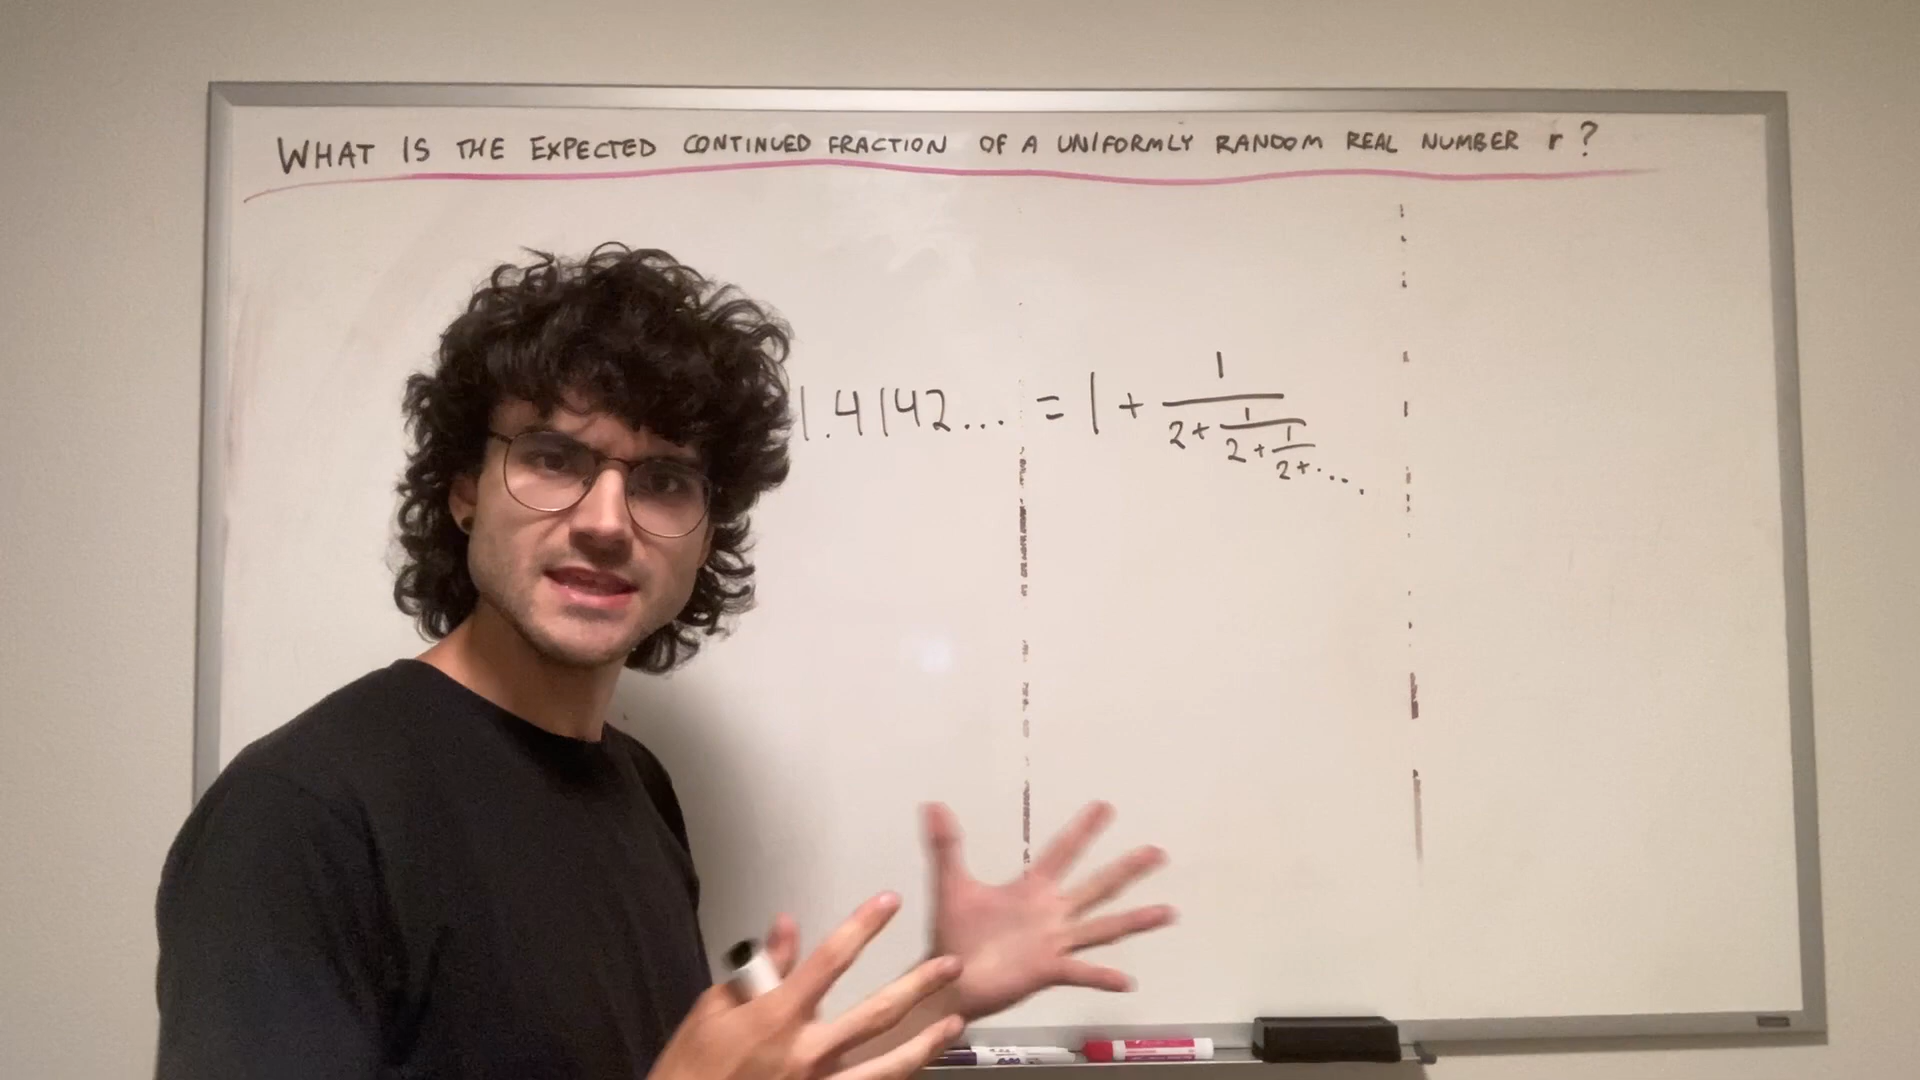 WHAT IS THE EXPECTED CONTINUED FRACTION OF A UNIFORMLY RANDOM REAL NUMBER r?
1.4142... = 1 + 1/(2+1/(2+1/(2+...